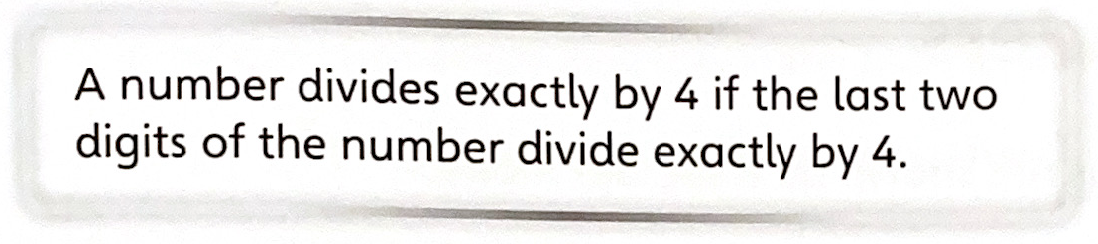 A number divides exactly by 4 if the last two
digits of the number divide exactly by 4.